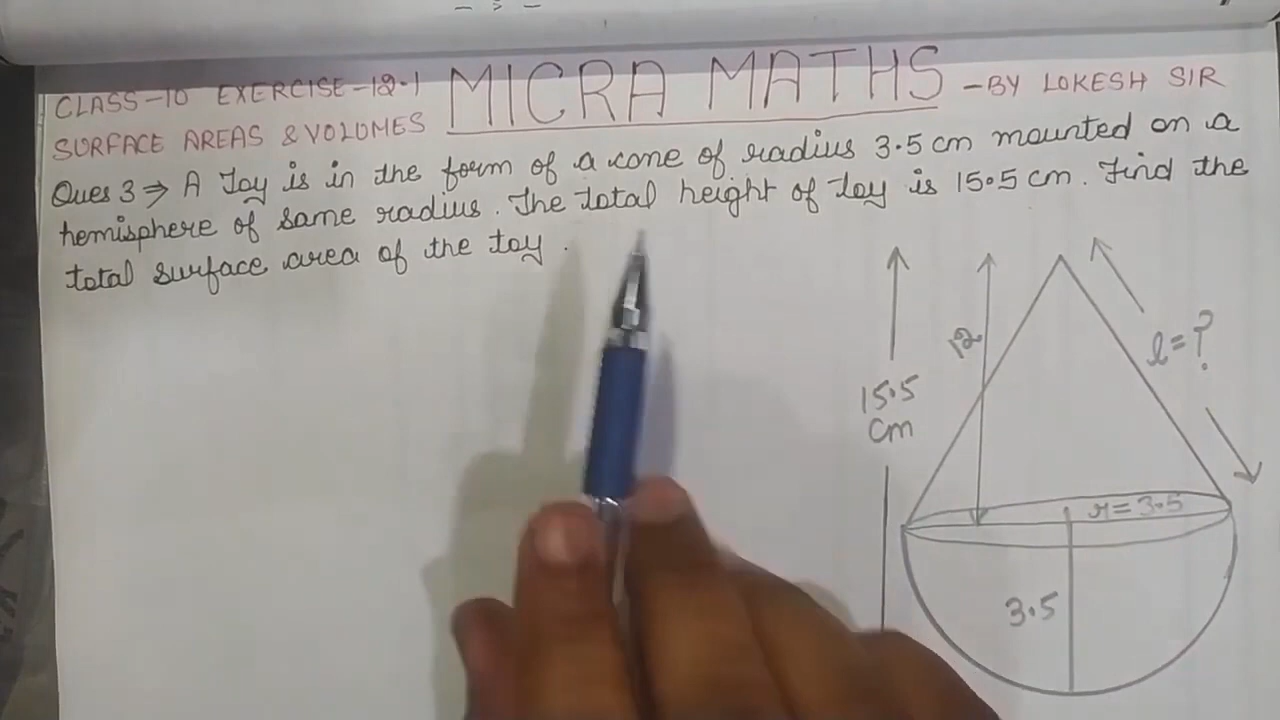 CLASS-10 EXERCISE-12.1 MICRA MATHS -BY LOKESH SIR
SURFACE AREAS & VOLUMES
Ques 3 ⇒ A Toy is in the form of a cone of radius 3.5 cm mounted on a
hemisphere of same radius. The total height of toy is 15.5 cm. Find the
total surface area of the toy.
12
l=?
15.5
cm
r=3.5
3.5